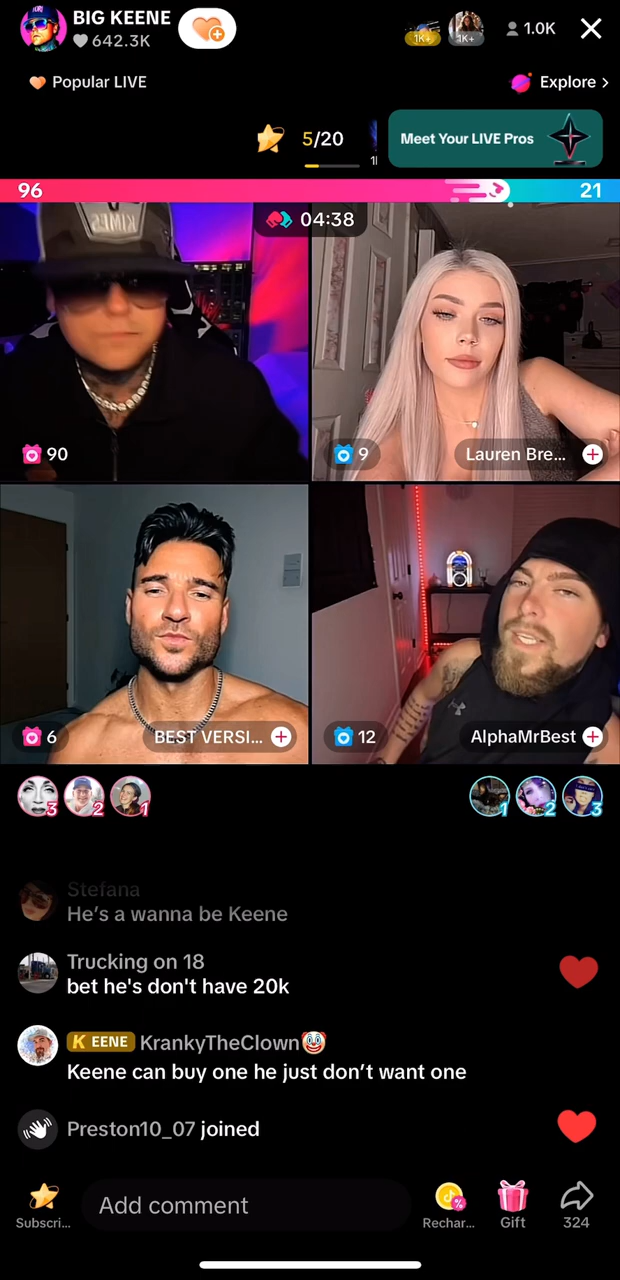 BIG KEENE
642.3K
1K+
1K+
1.0K
Popular LIVE
Explore >
5/20
Meet Your LIVE Pros
96
21
04:38
90
9
Lauren Bre...
6
BEST VERSI...
12
AlphaMrBest
3
2
1
1
2
3
Stefana
He's a wanna be Keene
Trucking on 18
bet he's don't have 20k
K EENE KrankyTheClown🤡
Keene can buy one he just don't want one
Preston10_07 joined
Add comment
Subscri...
Rechar...
Gift
324